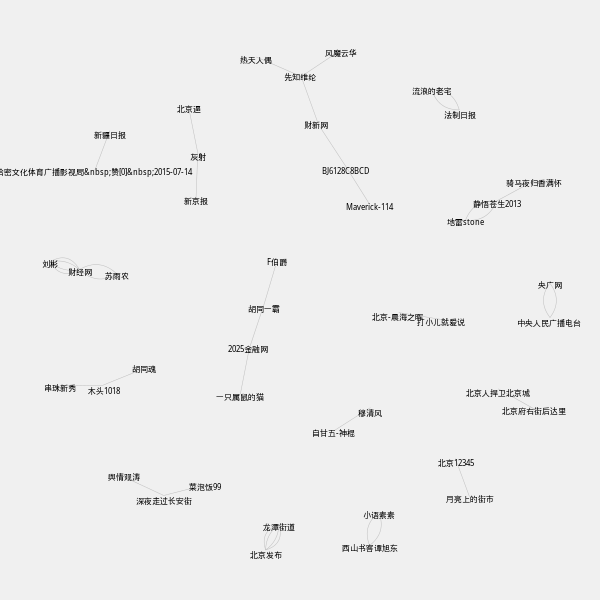 风魔云华
热天人偶
先知维纶
流浪的老宅
北京遥
法制日报
财新网
新疆日报
灰射
BJ6128C8BCD
哈密文化体育广播影视局&nbsp;赞[0]&nbsp;2015-07-14
骑马夜归香满怀
新京报
静悟苍生2013
Maverick-114
地雷stone
F伯爵
刘彬
财经网
苏雨农
央广网
胡同一霸
北京-晨海之晖
打小儿就爱说
中央人民广播电台
2025金融网
胡同魂
串珠新秀
木头1018
一只属鼠的猫
北京人捍卫北京城
北京府右街后达里
穆清风
自甘五-神棍
北京12345
舆情观涛
菜泡饭99
深夜走过长安街
月亮上的街市
小语素素
龙潭街道
西山书客谭旭东
北京发布